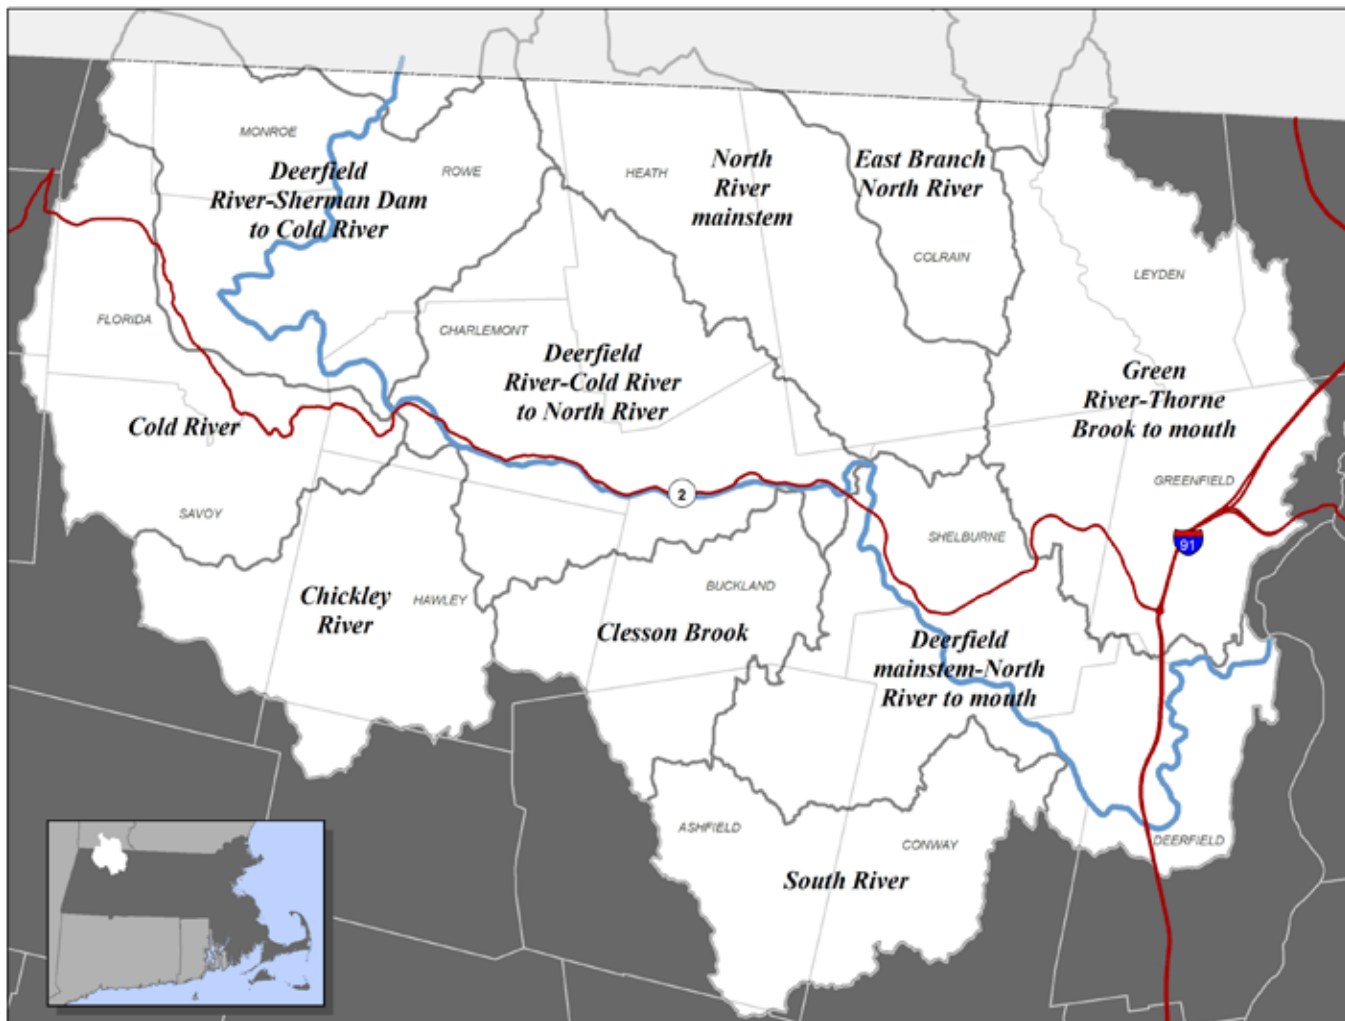 MONROE
Deerfield
River-Sherman Dam
to Cold River
ROWE
HEATH
North
River
mainstem
East Branch
North River
COLRAIN
LEYDEN
FLORIDA
CHARLEMONT
Deerfield
River-Cold River
to North River
Green
River-Thorne
Brook to mouth
Cold River
GREENFIELD
2
SAVOY
SHELBURNE
91
Chickley
River
HAWLEY
BUCKLAND
Clesson Brook
Deerfield
mainstem-North
River to mouth
ASHFIELD
CONWAY
DEERFIELD
South River